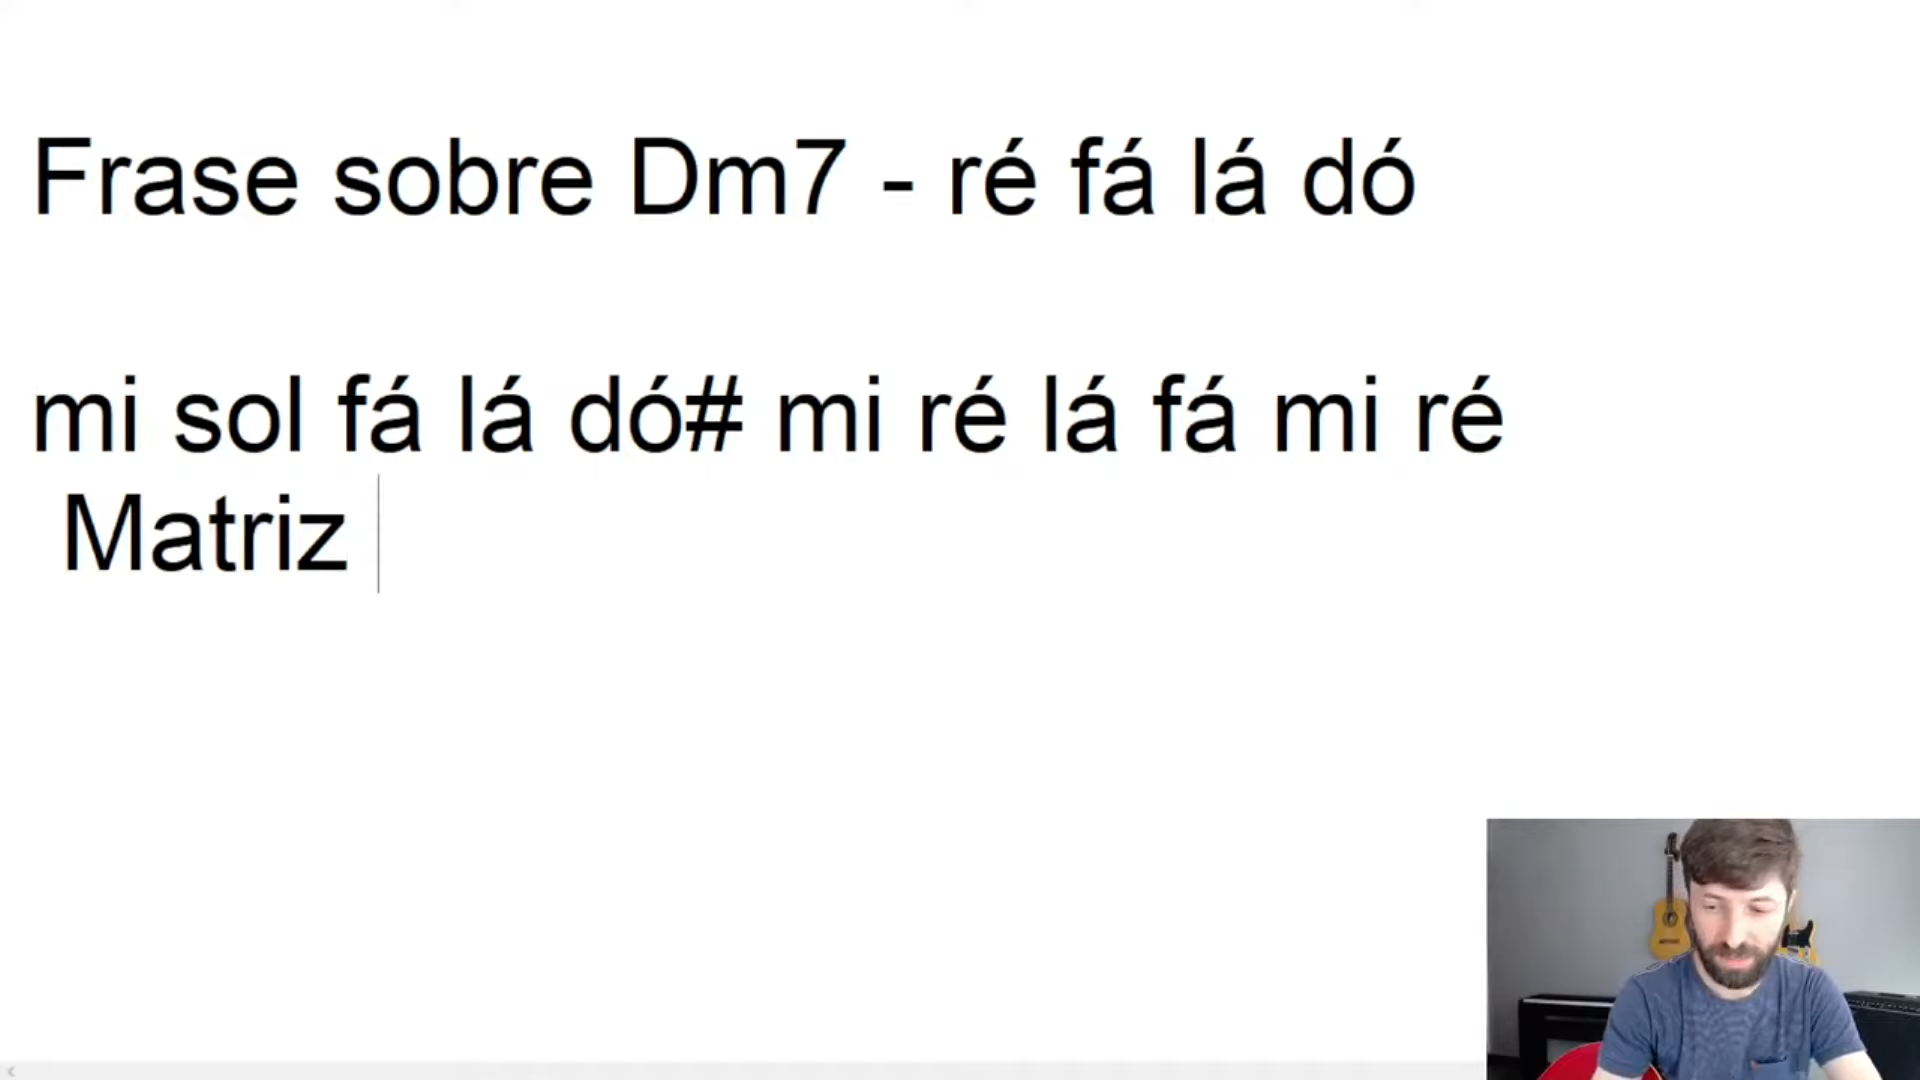 Frase sobre Dm7 - ré fá lá dó
mi sol fá lá dó# mi ré lá fá mi ré
Matriz